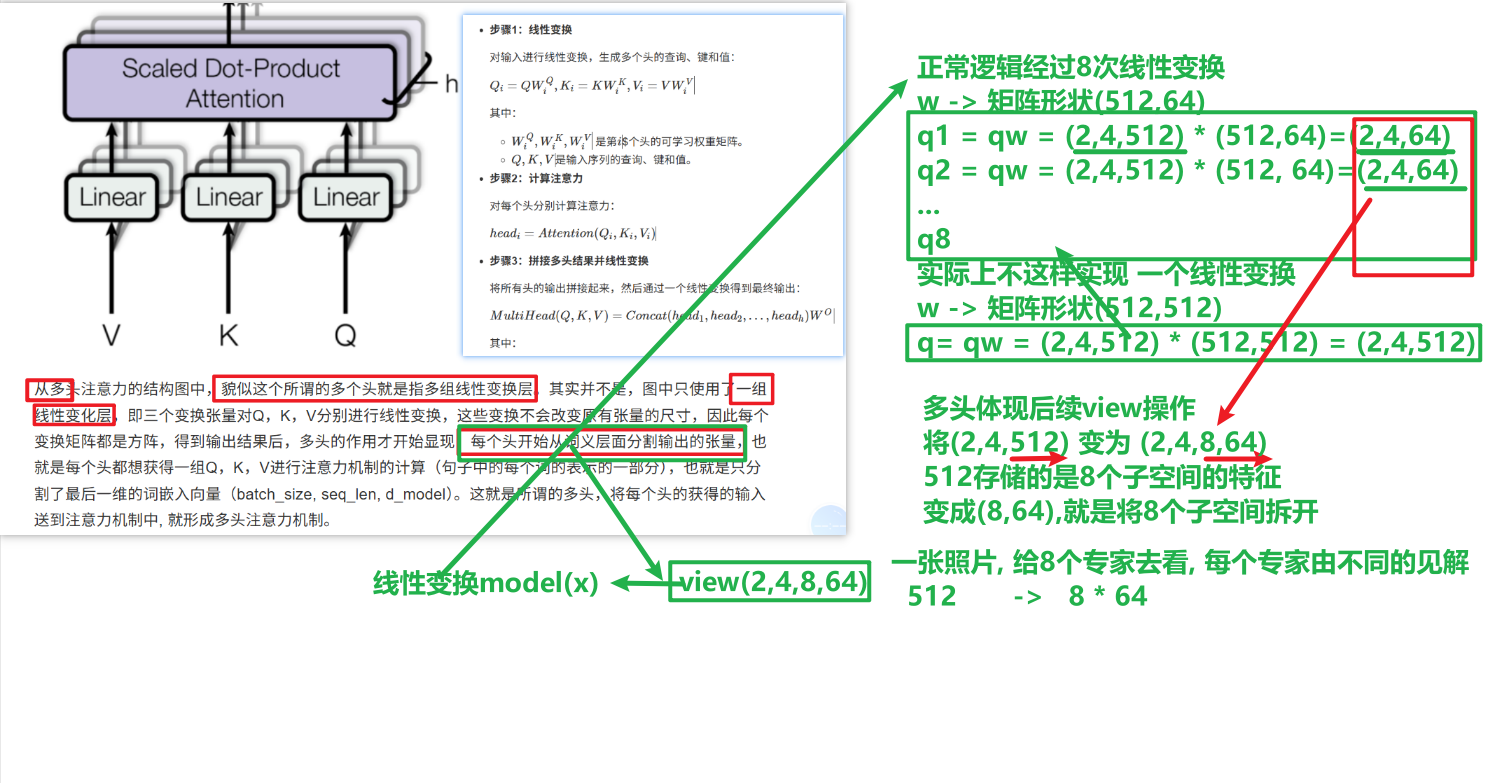 Scaled Dot-Product
Attention
h
Linear
Linear
Linear
V
K
Q
步骤1：线性变换
对输入进行线性变换，生成多个头的查询、键和值：
Q_i = QW_i^Q, K_i = KW_i^K, V_i = VW_i^V
其中：
W_i^Q, W_i^K, W_i^V 是第i个头的可学习权重矩阵。
Q, K, V是输入序列的查询、键和值。
步骤2：计算注意力
对每个头分别计算注意力：
head_i = Attention(Q_i, K_i, V_i)
步骤3：拼接多头结果并线性变换
将所有头的输出拼接起来，然后通过一个线性变换得到最终输出：
MultiHead(Q, K, V) = Concat(head_1, head_2, . . . , head_h)W^O
其中：
从多头注意力的结构图中，貌似这个所谓的多个头就是指多组线性变换层，其实并不是，图中只使用了一组
线性变化层，即三个变换张量对Q，K，V分别进行线性变换，这些变换不会改变原有张量的尺寸，因此每个
变换矩阵都是方阵，得到输出结果后，多头的作用才开始显现，每个头开始从词义层面分割输出的张量，也
就是每个头都想获得一组Q，K，V进行注意力机制的计算（句子中的每个词的表示的一部分），也就是只分
割了最后一维的词嵌入向量（batch_size, seq_len, d_model）。这就是所谓的多头，将每个头的获得的输入
送到注意力机制中, 就形成多头注意力机制。
正常逻辑经过8次线性变换
w -> 矩阵形状(512,64)
q1 = qw = (2,4,512) * (512,64)=(2,4,64)
q2 = qw = (2,4,512) * (512, 64)=(2,4,64)
...
q8
实际上不这样实现 一个线性变换
w -> 矩阵形状(512,512)
q= qw = (2,4,512) * (512,512) = (2,4,512)
多头体现后续view操作
将(2,4,512) 变为 (2,4,8,64)
512存储的是8个子空间的特征
变成(8,64),就是将8个子空间拆开
线性变换model(x)
view(2,4,8,64)
一张照片, 给8个专家去看, 每个专家由不同的见解
512 -> 8 * 64